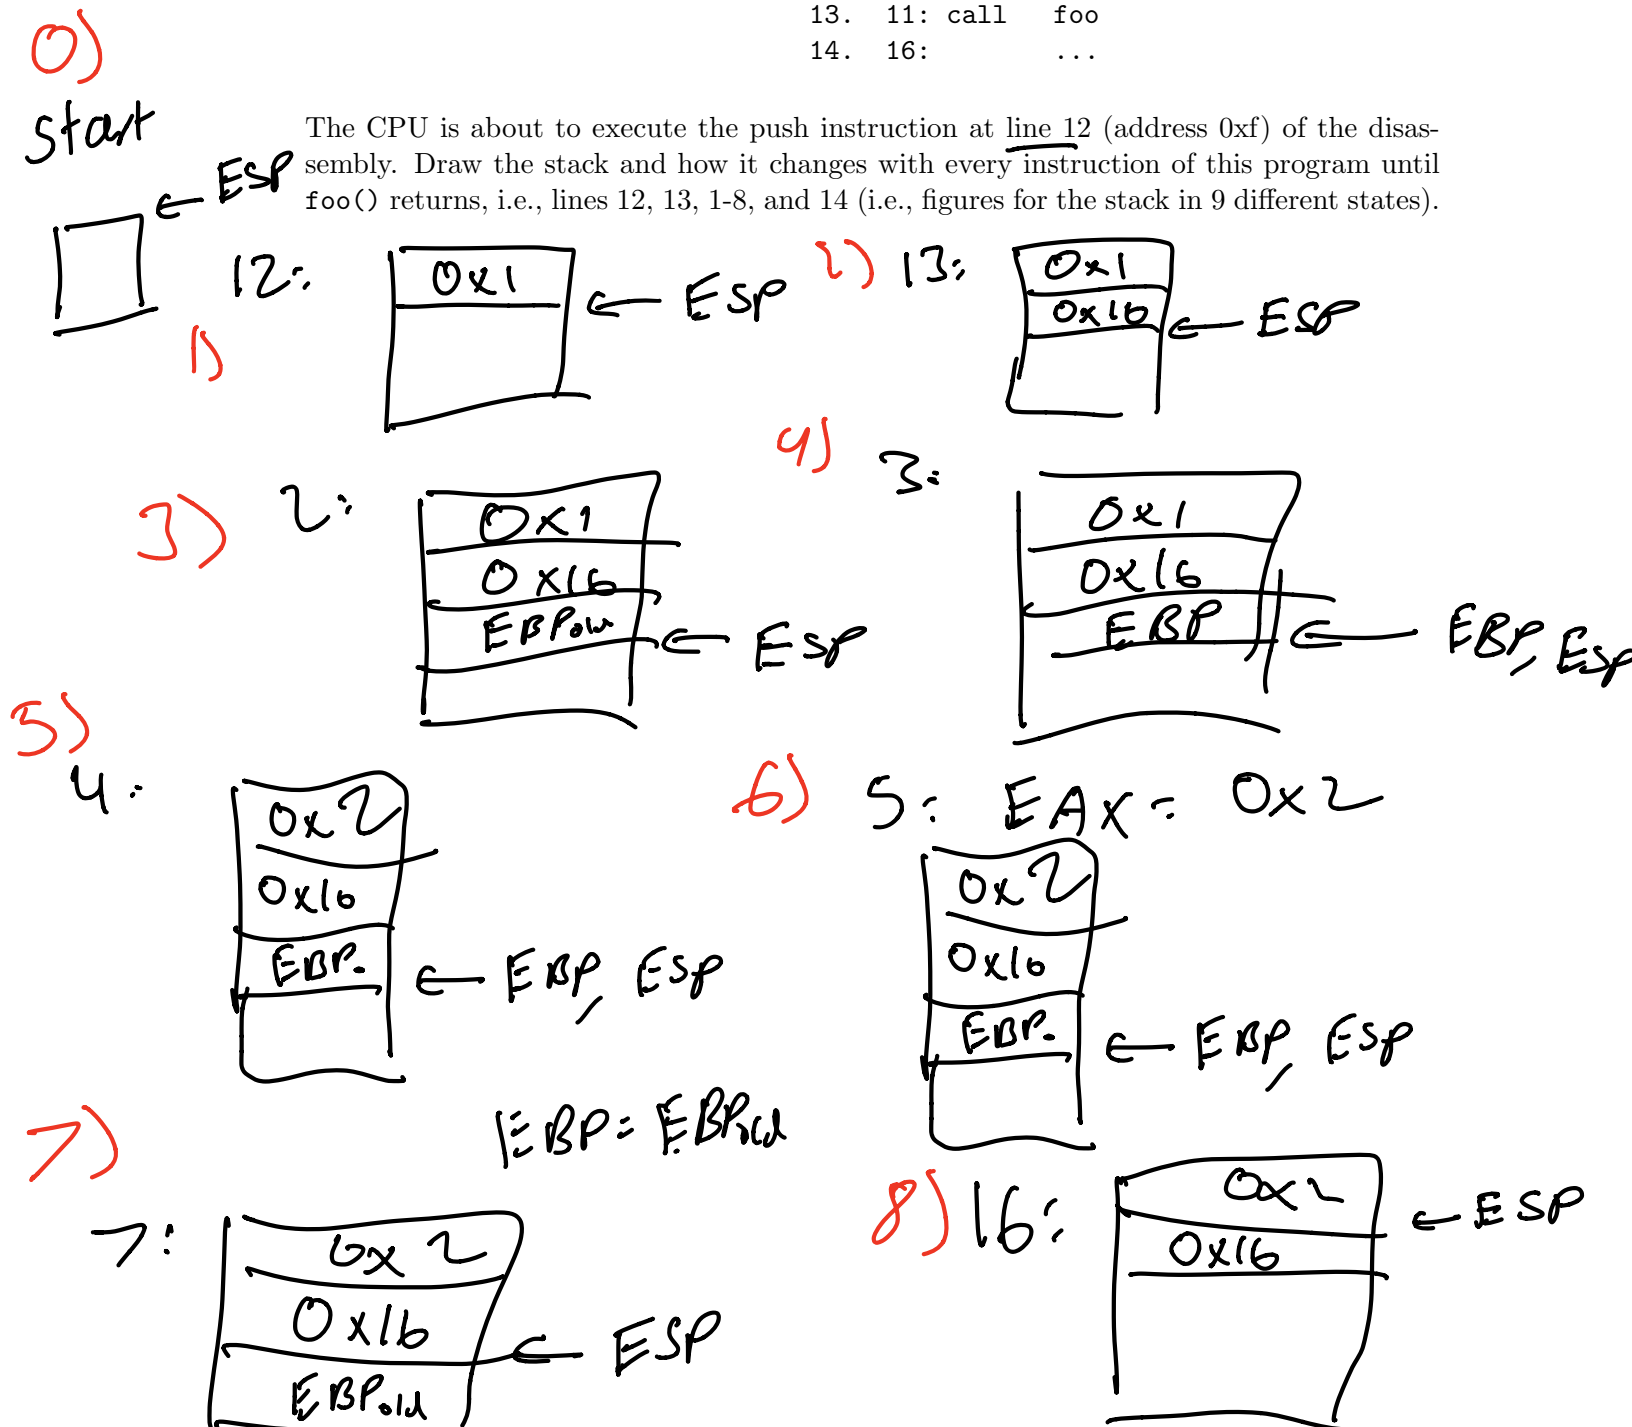 13.  11: call   foo
14.  16:        ...
0)
start
The CPU is about to execute the push instruction at line 12 (address 0xf) of the disas-
sembly. Draw the stack and how it changes with every instruction of this program until
foo() returns, i.e., lines 12, 13, 1-8, and 14 (i.e., figures for the stack in 9 different states).
← ESP
1)
12:
0x1
← ESP
2) 13:
0x1
0x16
← ESP
3)
2:
0x1
0x16
EBPold
← ESP
4)
3:
0x1
0x16
EBP
← EBP, ESP
5)
4:
0x2
0x16
EBP
← EBP, ESP
6) 5: EAX = 0x2
0x2
0x16
EBP
← EBP, ESP
7)
EBP = EBPold
7:
0x2
0x16
← ESP
EBPold
8) 16:
0x2
← ESP
0x16